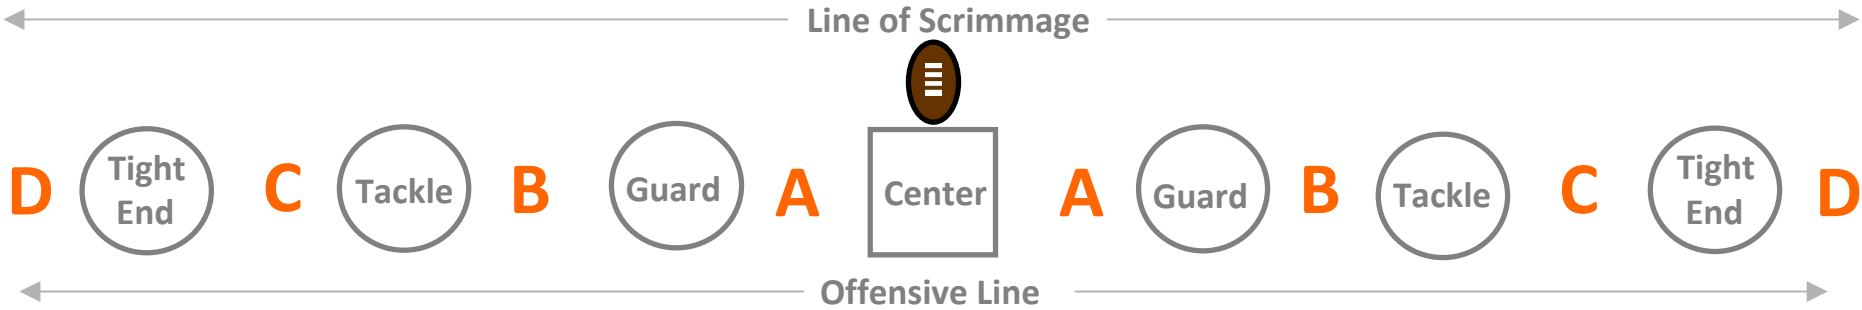 Line of Scrimmage
D Tight End C Tackle B Guard A Center A Guard B Tackle C Tight End D
Offensive Line